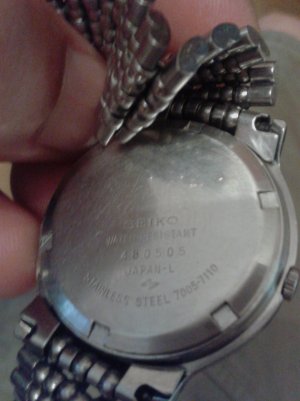 SEIKO
WATER RESISTANT
480505
JAPAN-L
STAINLESS STEEL 7005-7110